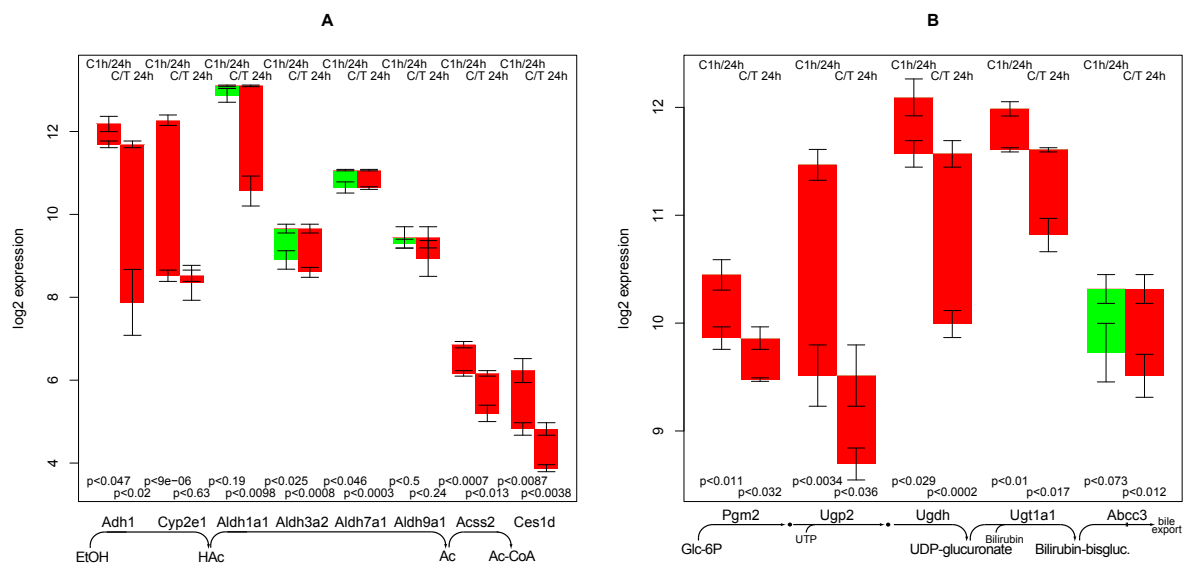 A
C1h/24h C1h/24h C1h/24h C1h/24h C1h/24h C1h/24h C1h/24h C1h/24h
C/T 24h C/T 24h C/T 24h C/T 24h C/T 24h C/T 24h C/T 24h C/T 24h
log2 expression
12
10
8
6
4
p<0.047 p<9e−06 p<0.19 p<0.025 p<0.046 p<0.5 p<0.0007 p<0.0087
p<0.02 p<0.63 p<0.0098 p<0.0008 p<0.0003 p<0.24 p<0.013 p<0.0038
Adh1 Cyp2e1 Aldh1a1 Aldh3a2 Aldh7a1 Aldh9a1 Acss2 Ces1d
EtOH HAc Ac Ac-CoA
B
C1h/24h C1h/24h C1h/24h C1h/24h C1h/24h
C/T 24h C/T 24h C/T 24h C/T 24h C/T 24h
log2 expression
12
11
10
9
p<0.011 p<0.0034 p<0.029 p<0.01 p<0.073
p<0.032 p<0.036 p<0.0002 p<0.017 p<0.012
Pgm2 Ugp2 Ugdh Ugt1a1 Abcc3 bile
export
UTP Bilirubin
Glc-6P UDP-glucuronate Bilirubin-bisgluc.